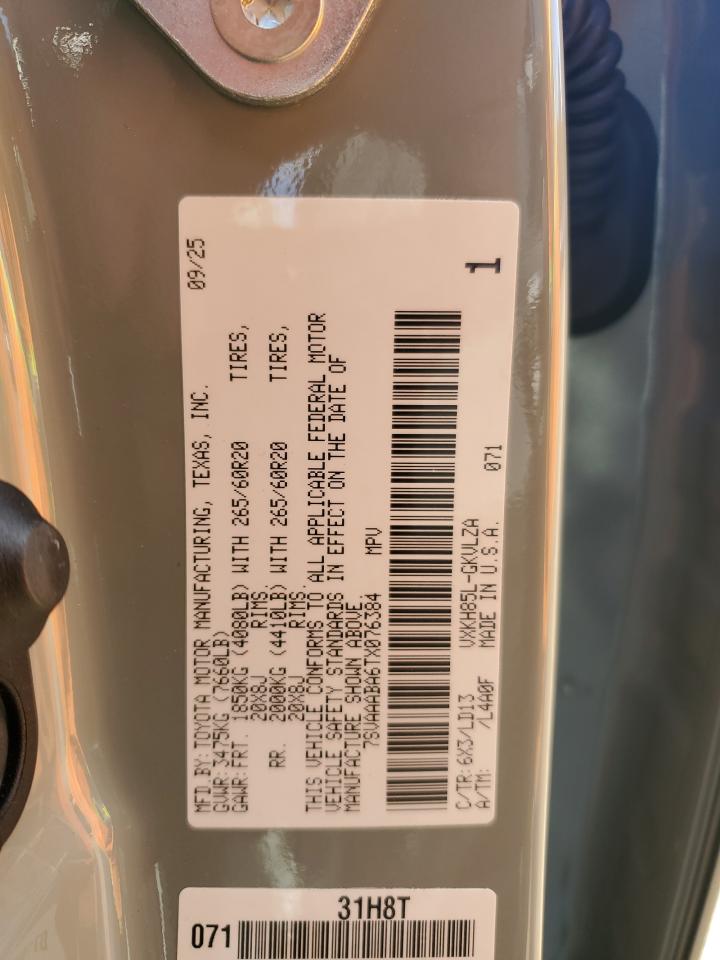 MFD BY: TOYOTA MOTOR MANUFACTURING, TEXAS, INC. 09/25
GVWR: 3475KG (7660LB)
GAWR: FRT. 1850KG (4080LB) WITH 265/60R20 TIRES,
20X8J RIMS.
RR. 2000KG (4410LB) WITH 265/60R20 TIRES,
20X8J RIMS.
THIS VEHICLE CONFORMS TO ALL APPLICABLE FEDERAL MOTOR
VEHICLE SAFETY STANDARDS IN EFFECT ON THE DATE OF
MANUFACTURE SHOWN ABOVE.
7SVAAABA6TX076384 MPV
1
C/TR: 6X3/LD13 VXKH85L-GKVLZA
A/TM: /L4A0F MADE IN U.S.A. 071
31H8T
071